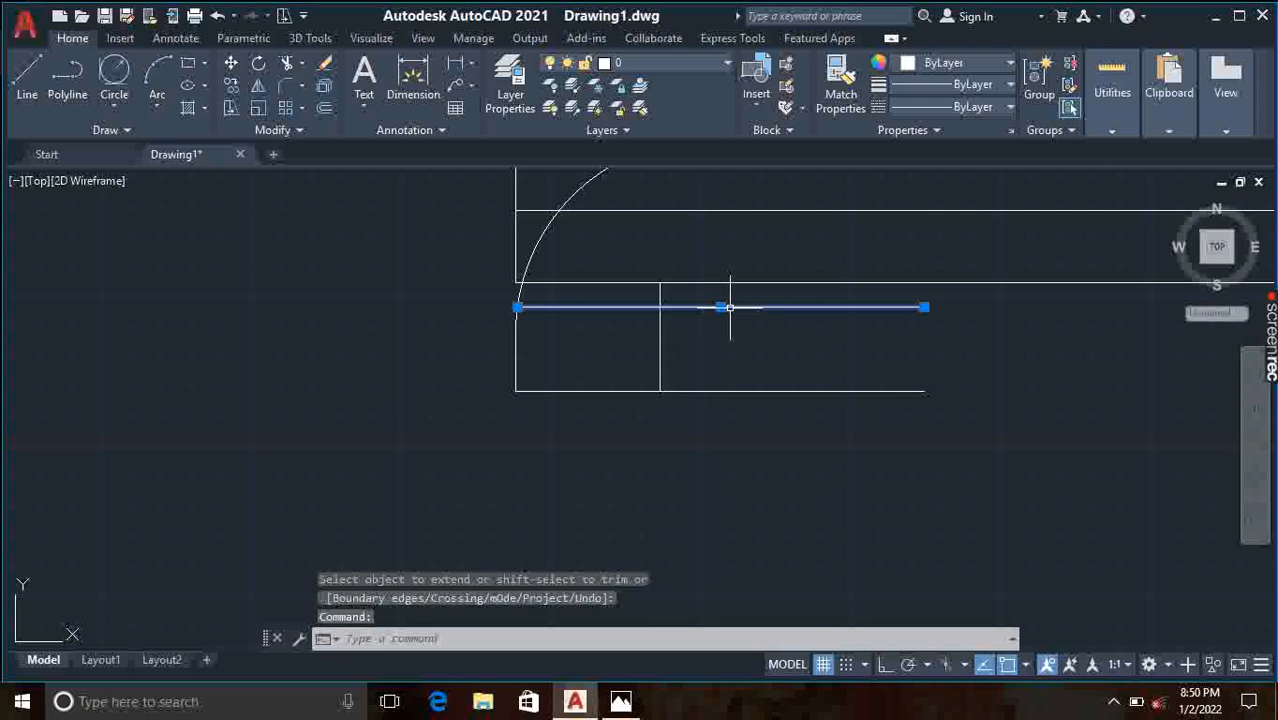 Autodesk AutoCAD 2021 Drawing1.dwg
Type a keyword or phrase
Sign In
Home Insert Annotate Parametric 3D Tools Visualize View Manage Output Add-ins Collaborate Express Tools Featured Apps
Line Polyline Circle Arc
Text Dimension
Layer
Properties
0
Insert
Match
Properties
ByLayer
ByLayer
ByLayer
Group
Utilities
Clipboard
View
Draw Modify Annotation Layers Block Properties Groups
Start Drawing1*
[−][Top][2D Wireframe]
N
W TOP E
S
Unnamed
screenrec
Select object to extend or shift-select to trim or
[Boundary edges/Crossing/mOde/Project/Undo]:
Command:
Type a command
Y
X
Model Layout1 Layout2 +
MODEL
1:1
Type here to search
8:50 PM
1/2/2022